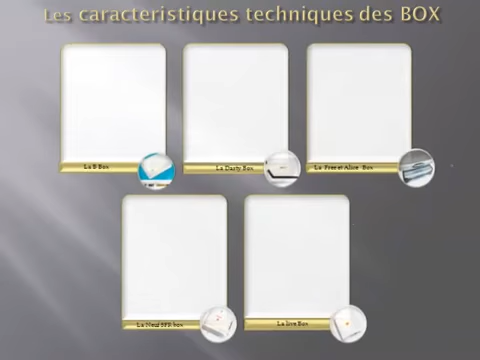 Les caracteristiques techniques des BOX
La B Box
La Darty Box
La Free et Alice Box
La Neuf SFR box
La live Box